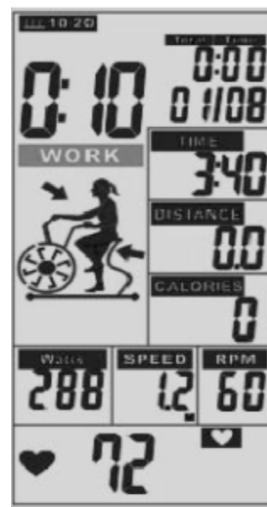 10:20
Total Time
0:00
0:10
01/08
WORK
TIME
3:40
DISTANCE
0.0
CALORIES
0
Watts
SPEED
RPM
288
1.2
60
72